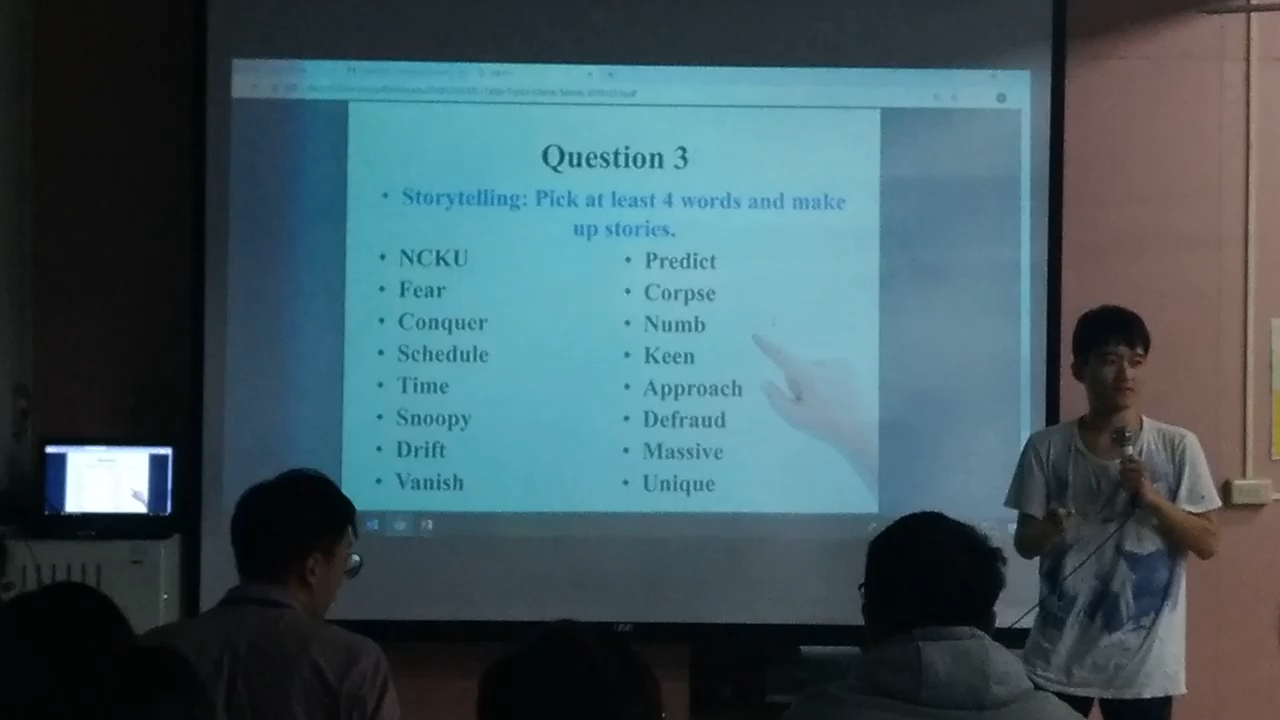 Question 3
• Storytelling: Pick at least 4 words and make
up stories.
• NCKU
• Fear
• Conquer
• Schedule
• Time
• Snoopy
• Drift
• Vanish
• Predict
• Corpse
• Numb
• Keen
• Approach
• Defraud
• Massive
• Unique